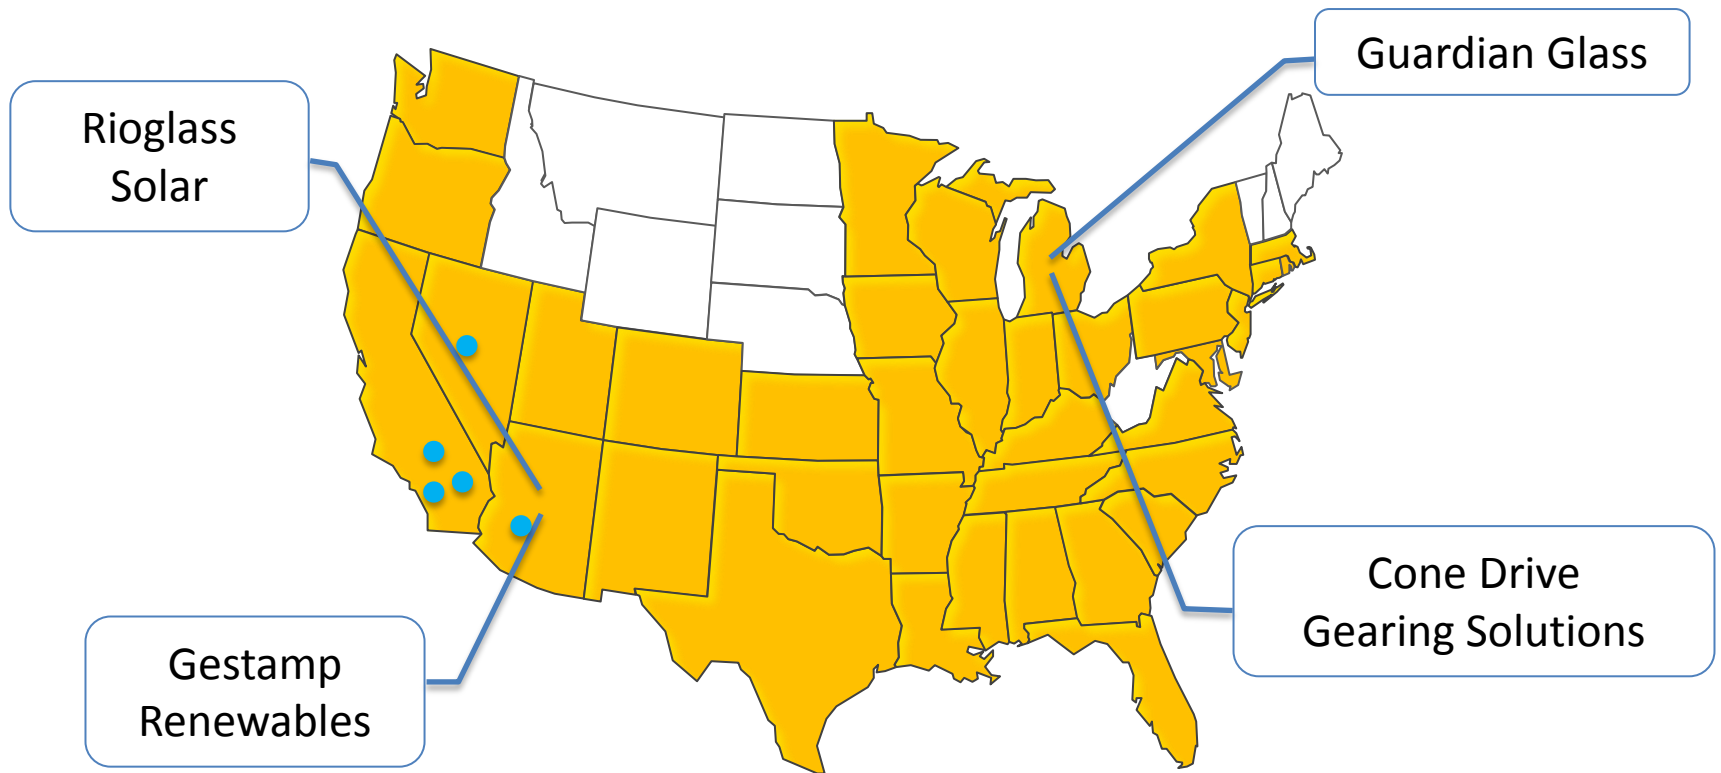 Guardian Glass
Rioglass
Solar
Cone Drive
Gearing Solutions
Gestamp
Renewables